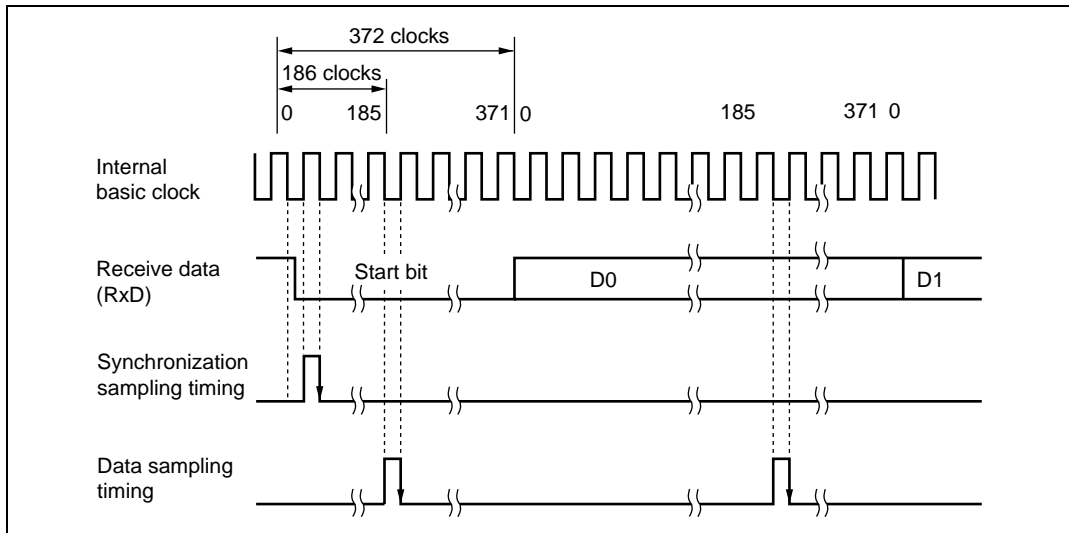 372 clocks
186 clocks
0 185 371 0 185 371 0
Internal
basic clock
Receive data
(RxD)
Start bit D0 D1
Synchronization
sampling timing
Data sampling
timing